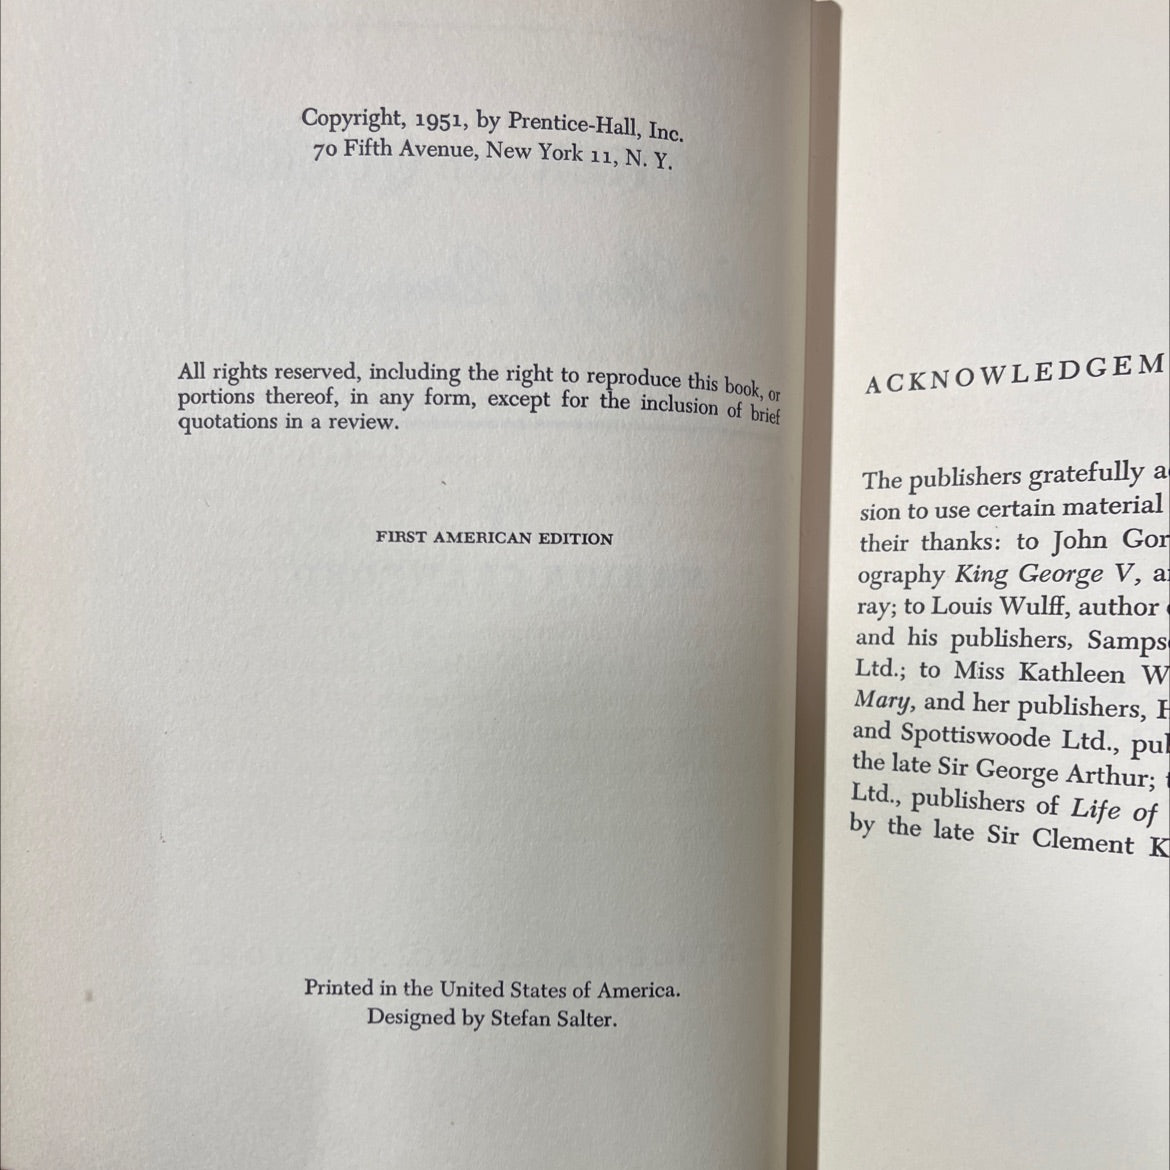 Copyright, 1951, by Prentice-Hall, Inc.
70 Fifth Avenue, New York 11, N. Y.
All rights reserved, including the right to reproduce this book, or
portions thereof, in any form, except for the inclusion of brief
quotations in a review.
FIRST AMERICAN EDITION
Printed in the United States of America.
Designed by Stefan Salter.
ACKNOWLEDGEM
The publishers gratefully a
sion to use certain material
their thanks: to John Gor
ography King George V, a
ray; to Louis Wulff, author
and his publishers, Samps
Ltd.; to Miss Kathleen W
Mary, and her publishers, H
and Spottiswoode Ltd., pu
the late Sir George Arthur;
Ltd., publishers of Life of
by the late Sir Clement K